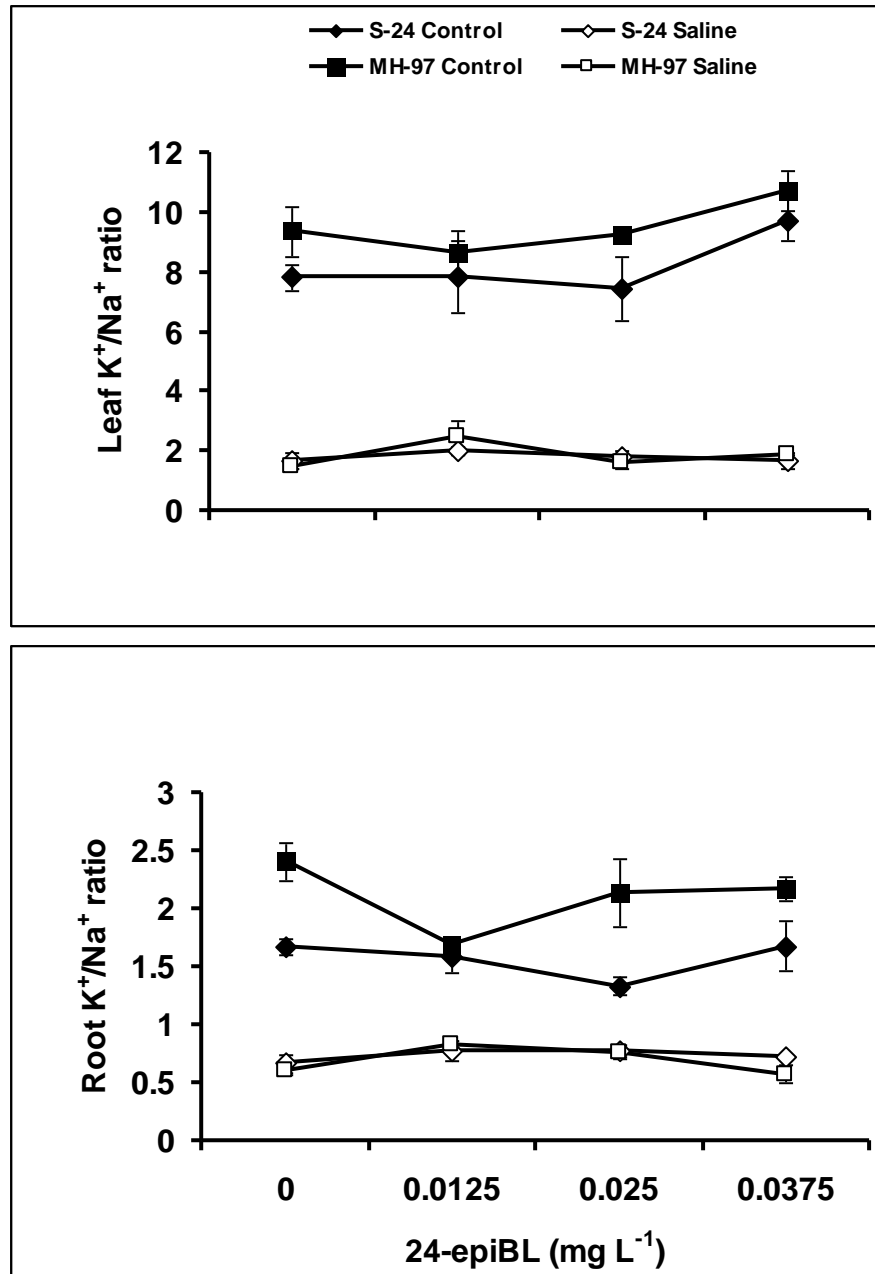 S-24 Control S-24 Saline
MH-97 Control MH-97 Saline
12
10
8
6
4
2
0
Leaf K⁺/Na⁺ ratio
3
2.5
2
1.5
1
0.5
0
Root K⁺/Na⁺ ratio
0 0.0125 0.025 0.0375
24-epiBL (mg L⁻¹)